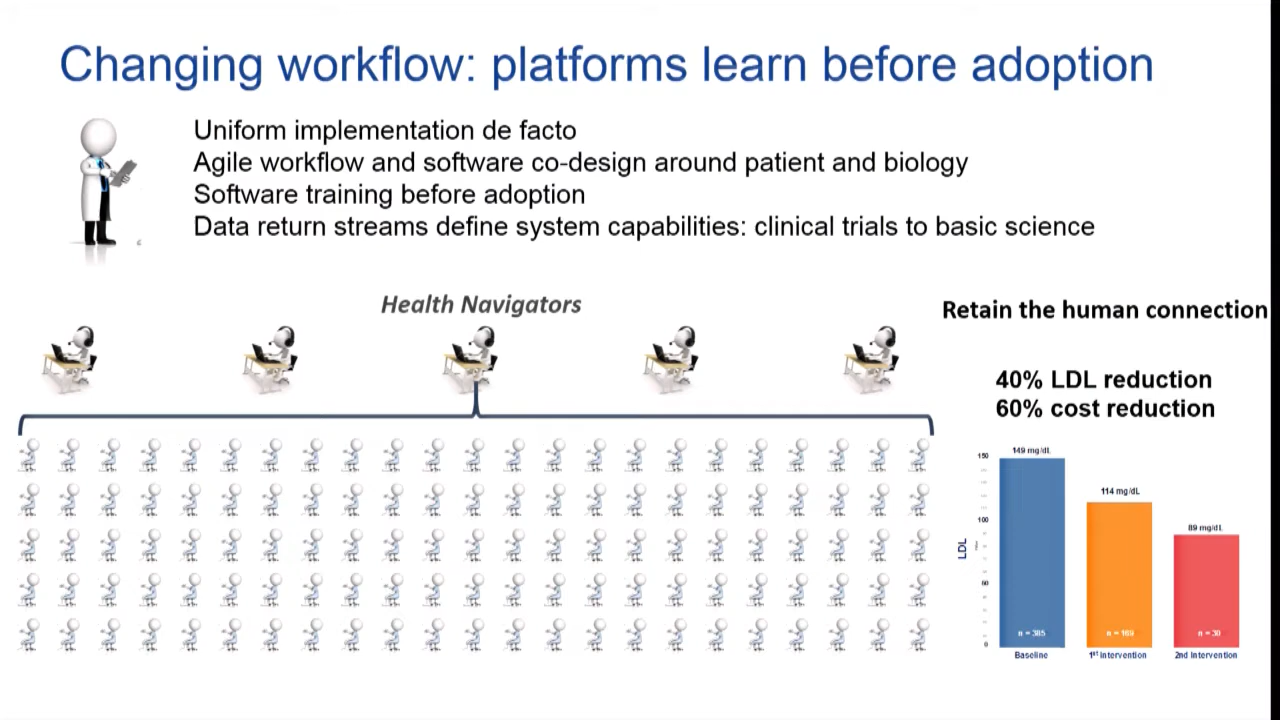 Changing workflow: platforms learn before adoption
Uniform implementation de facto
Agile workflow and software co-design around patient and biology
Software training before adoption
Data return streams define system capabilities: clinical trials to basic science
Health Navigators
Retain the human connection
40% LDL reduction
60% cost reduction
149 mg/dL
150
114 mg/dL
100
89 mg/dL
LDL
50
n = 385
n = 169
n = 30
0
Baseline
1st Intervention
2nd Intervention